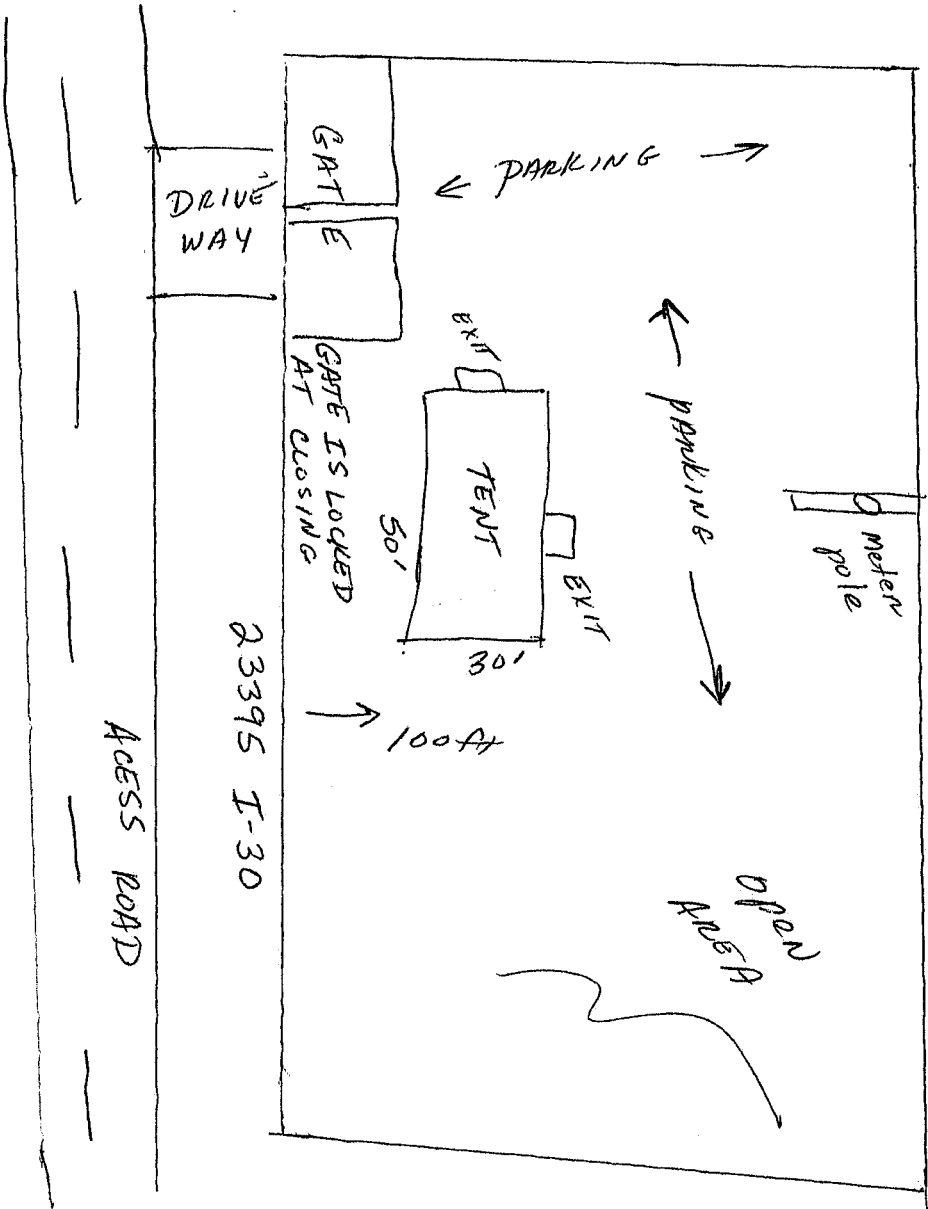 PARKING
GATE
DRIVE
WAY
EXIT
GATE IS LOCKED
AT CLOSING
TENT
50'
30'
EXIT
PARKING
meter
pole
23395 I-30
100ft
ACESS ROAD
OPEN
AREA